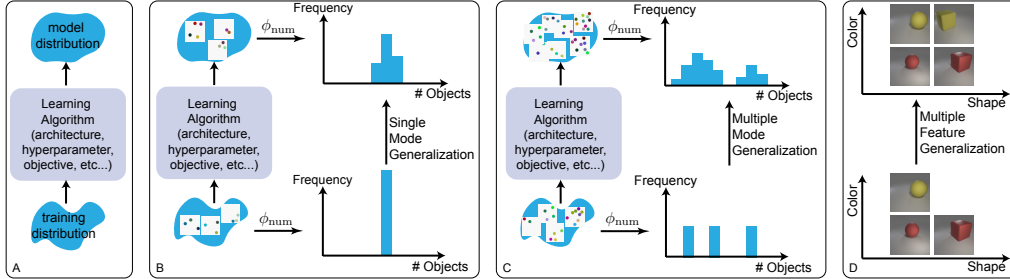 model
distribution
Learning
Algorithm
(architecture,
hyperparameter,
objective, etc...)
training
distribution
A
ϕnum
Frequency
# Objects
Learning
Algorithm
(architecture,
hyperparameter,
objective, etc...)
Single
Mode
Generalization
Frequency
ϕnum
# Objects
B
ϕnum
Frequency
# Objects
Learning
Algorithm
(architecture,
hyperparameter,
objective, etc...)
Multiple
Mode
Generalization
Frequency
ϕnum
# Objects
C
Color
Shape
Multiple
Feature
Generalization
Color
Shape
D